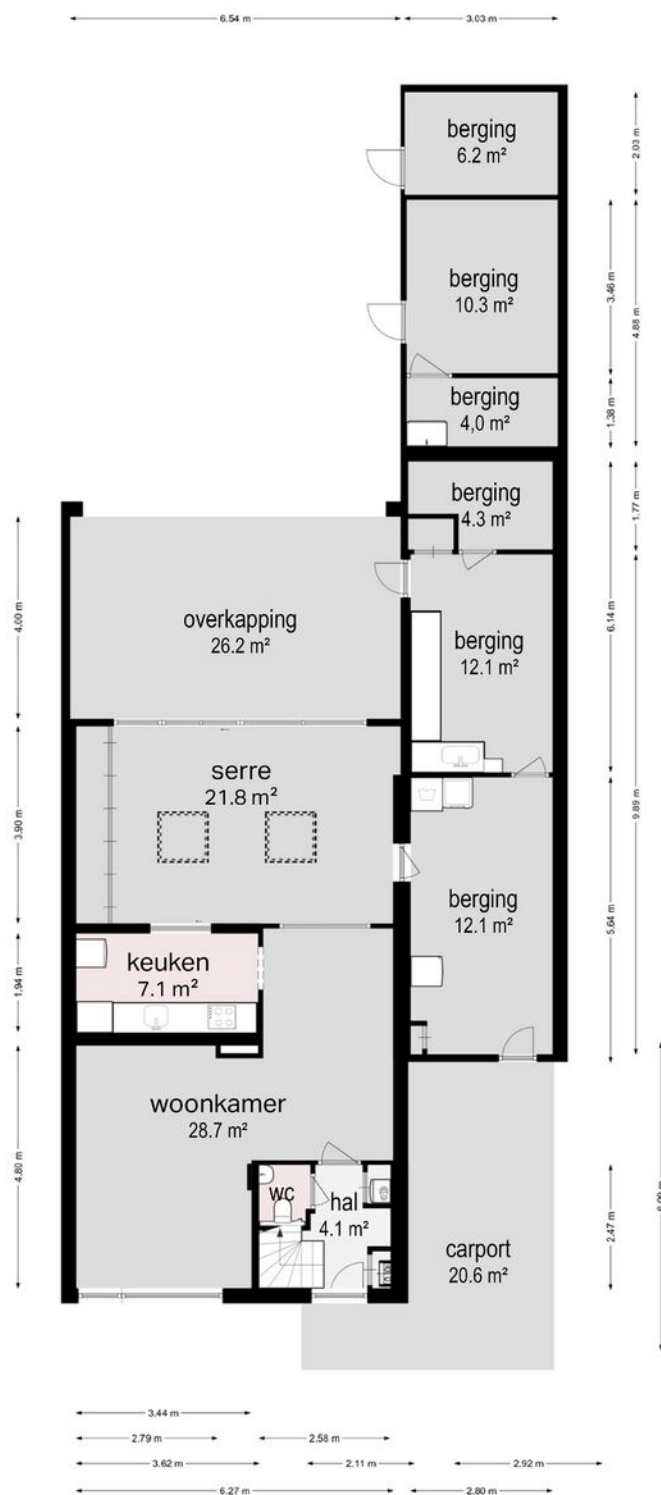 6.54 m
3.03 m
berging
6.2 m²
2.03 m
berging
10.3 m²
3.46 m
4.88 m
berging
4,0 m²
1.38 m
berging
4.3 m²
1.77 m
overkapping
26.2 m²
4.00 m
berging
12.1 m²
6.14 m
serre
21.8 m²
3.90 m
9.89 m
berging
12.1 m²
5.64 m
keuken
7.1 m²
1.94 m
woonkamer
28.7 m²
4.80 m
wc
hal
4.1 m²
2.47 m
carport
20.6 m²
3.44 m
2.79 m
2.58 m
3.62 m
2.11 m
2.92 m
6.27 m
2.80 m